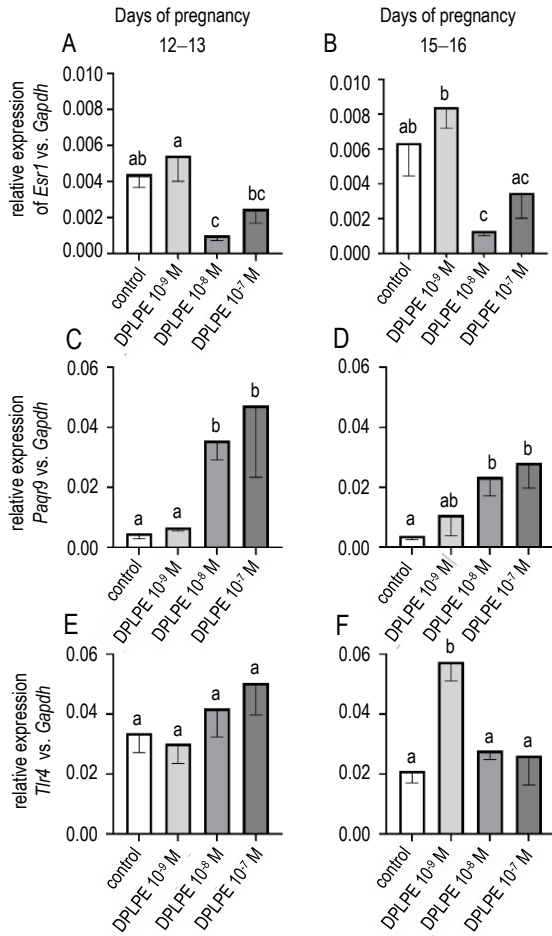 Days of pregnancy
12–13
Days of pregnancy
15–16
A
relative expression
of Esr1 vs. Gapdh
0.010
0.008
0.006
0.004
0.002
0.000
ab
a
c
bc
control
DPLPE 10⁻⁹ M
DPLPE 10⁻⁸ M
DPLPE 10⁻⁷ M
B
0.010
0.008
0.006
0.004
0.002
0.000
ab
b
c
ac
control
DPLPE 10⁻⁹ M
DPLPE 10⁻⁸ M
DPLPE 10⁻⁷ M
C
relative expression
Paqr9 vs. Gapdh
0.06
0.04
0.02
0.00
a
a
b
b
control
DPLPE 10⁻⁹ M
DPLPE 10⁻⁸ M
DPLPE 10⁻⁷ M
D
0.06
0.04
0.02
0.00
a
ab
b
b
control
DPLPE 10⁻⁹ M
DPLPE 10⁻⁸ M
DPLPE 10⁻⁷ M
E
relative expression
Tlr4 vs. Gapdh
0.06
0.04
0.02
0.00
a
a
a
a
control
DPLPE 10⁻⁹ M
DPLPE 10⁻⁸ M
DPLPE 10⁻⁷ M
F
0.06
0.04
0.02
0.00
a
b
a
a
control
DPLPE 10⁻⁹ M
DPLPE 10⁻⁸ M
DPLPE 10⁻⁷ M